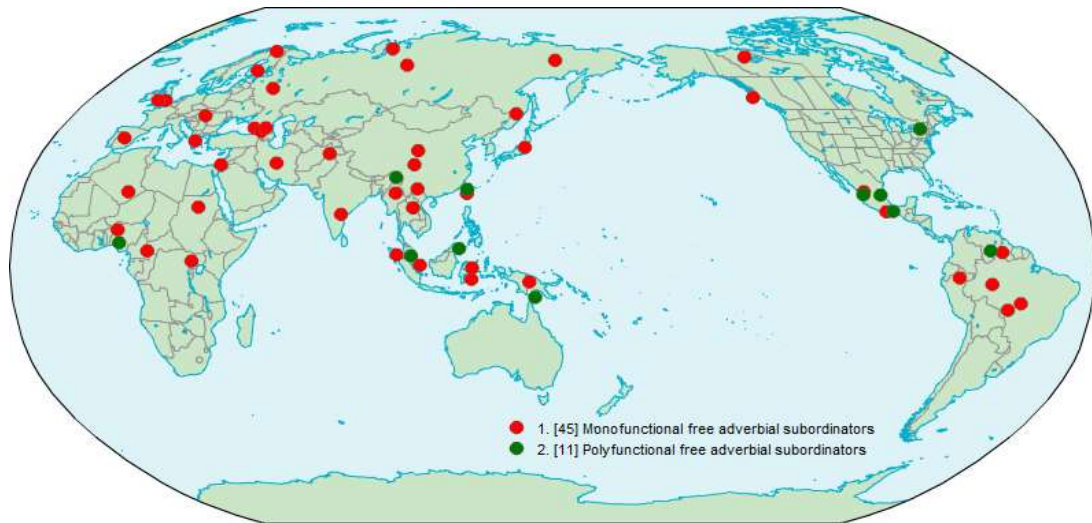 1. [45] Monofunctional free adverbial subordinators
2. [11] Polyfunctional free adverbial subordinators